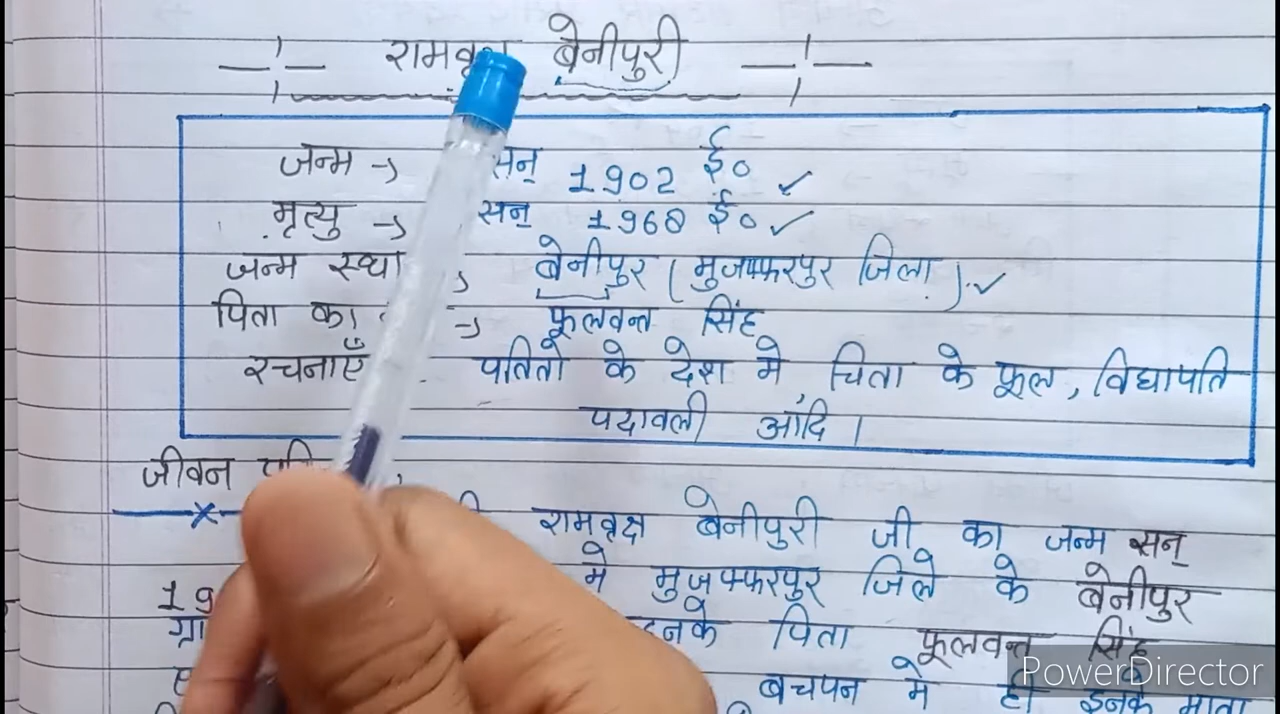 रामवृक्ष बेनीपुरी
जन्म → सन् 1902 ई०
मृत्यु → सन् 1968 ई०
जन्म स्था → बेनीपुर (मुजफ्फरपुर जिला)
पिता का → फूलवन्त सिंह
रचनाएँ पतितो के देश मे, चिता के फूल, विद्यापति
पदावली आदि ।
जीवन
रामवृक्ष बेनीपुरी जी का जन्म सन्
19 मे मुजफ्फरपुर जिले के बेनीपुर
ग्रा इनके पिता फूलवन्त सिंह
बचपन मे ही इनके माता
PowerDirector